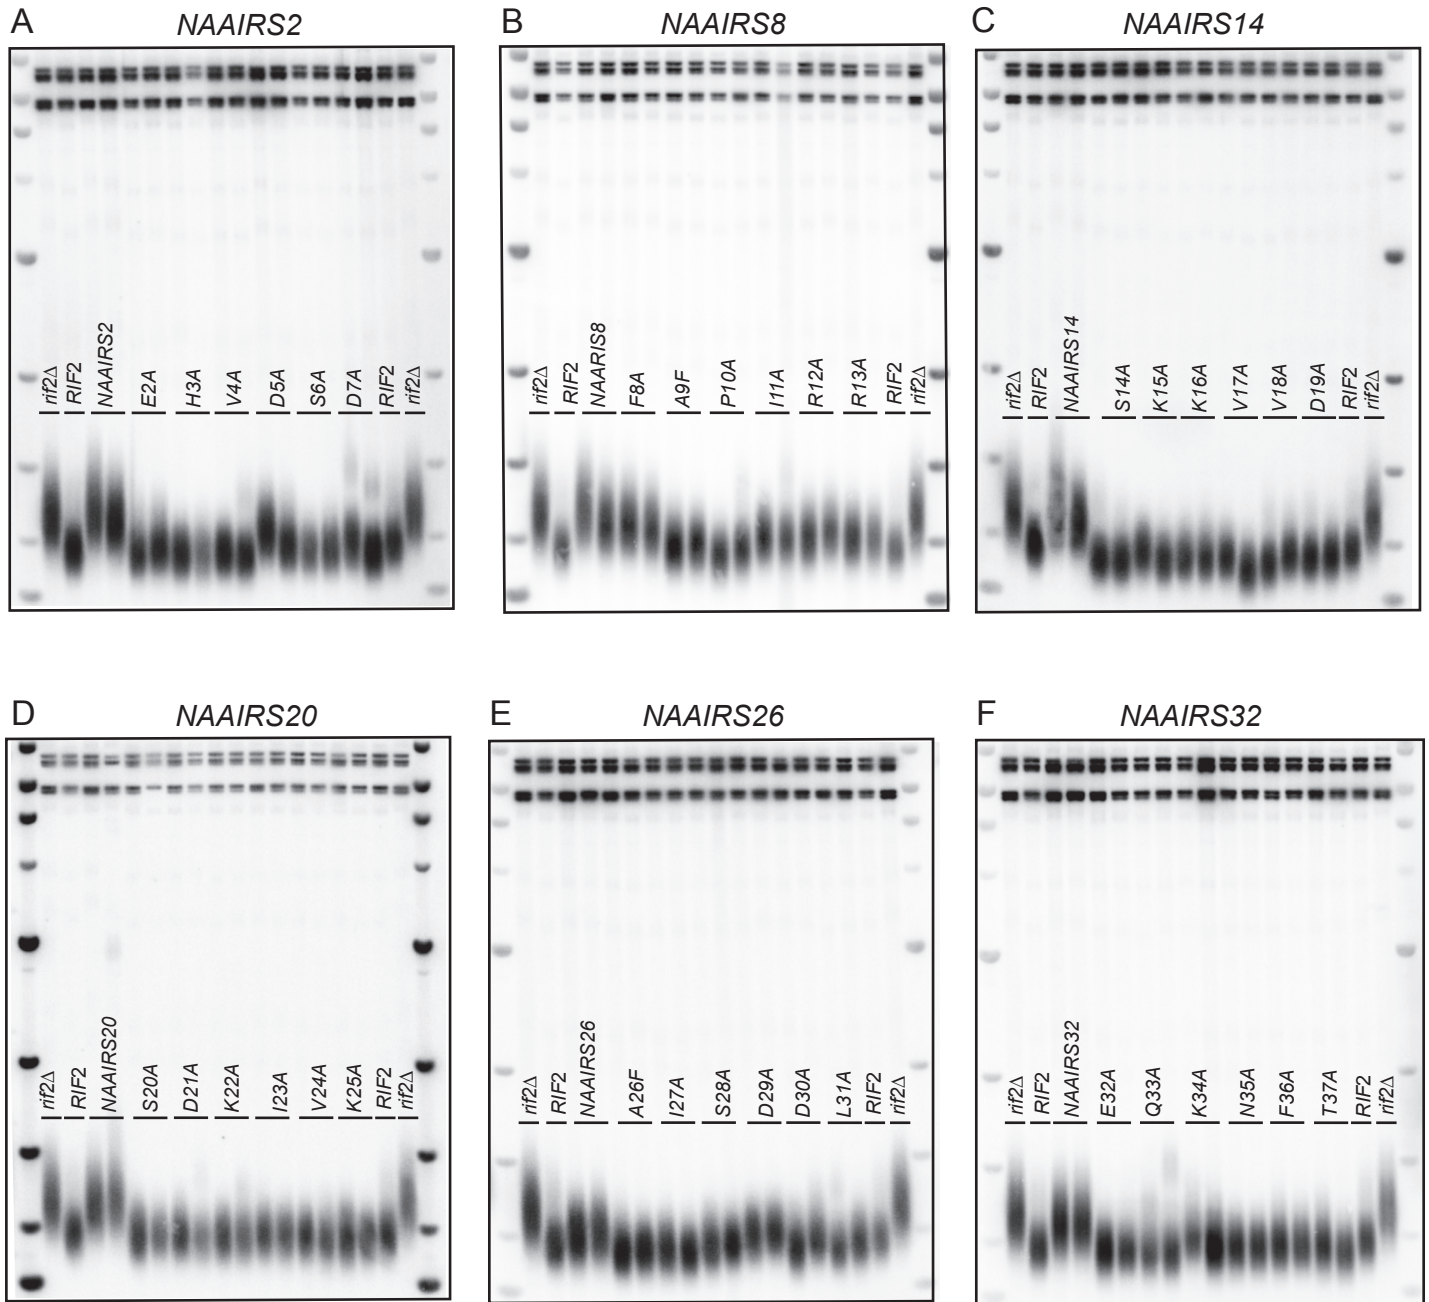 A NAAIRS2
rif2Δ RIF2 NAAIRS2 E2A H3A V4A D5A S6A D7A RIF2 rif2Δ
B NAAIRS8
rif2Δ RIF2 NAARIS8 F8A A9F P10A I11A R12A R13A RIF2 rif2Δ
C NAAIRS14
rif2Δ RIF2 NAAIRS14 S14A K15A K16A V17A V18A D19A RIF2 rif2Δ
D NAAIRS20
rif2Δ RIF2 NAAIRS20 S20A D21A K22A I23A V24A K25A RIF2 rif2Δ
E NAAIRS26
rif2Δ RIF2 NAAIRS26 A26F I27A S28A D29A D30A L31A RIF2 rif2Δ
F NAAIRS32
rif2Δ RIF2 NAAIRS32 E32A Q33A K34A N35A F36A T37A RIF2 rif2Δ